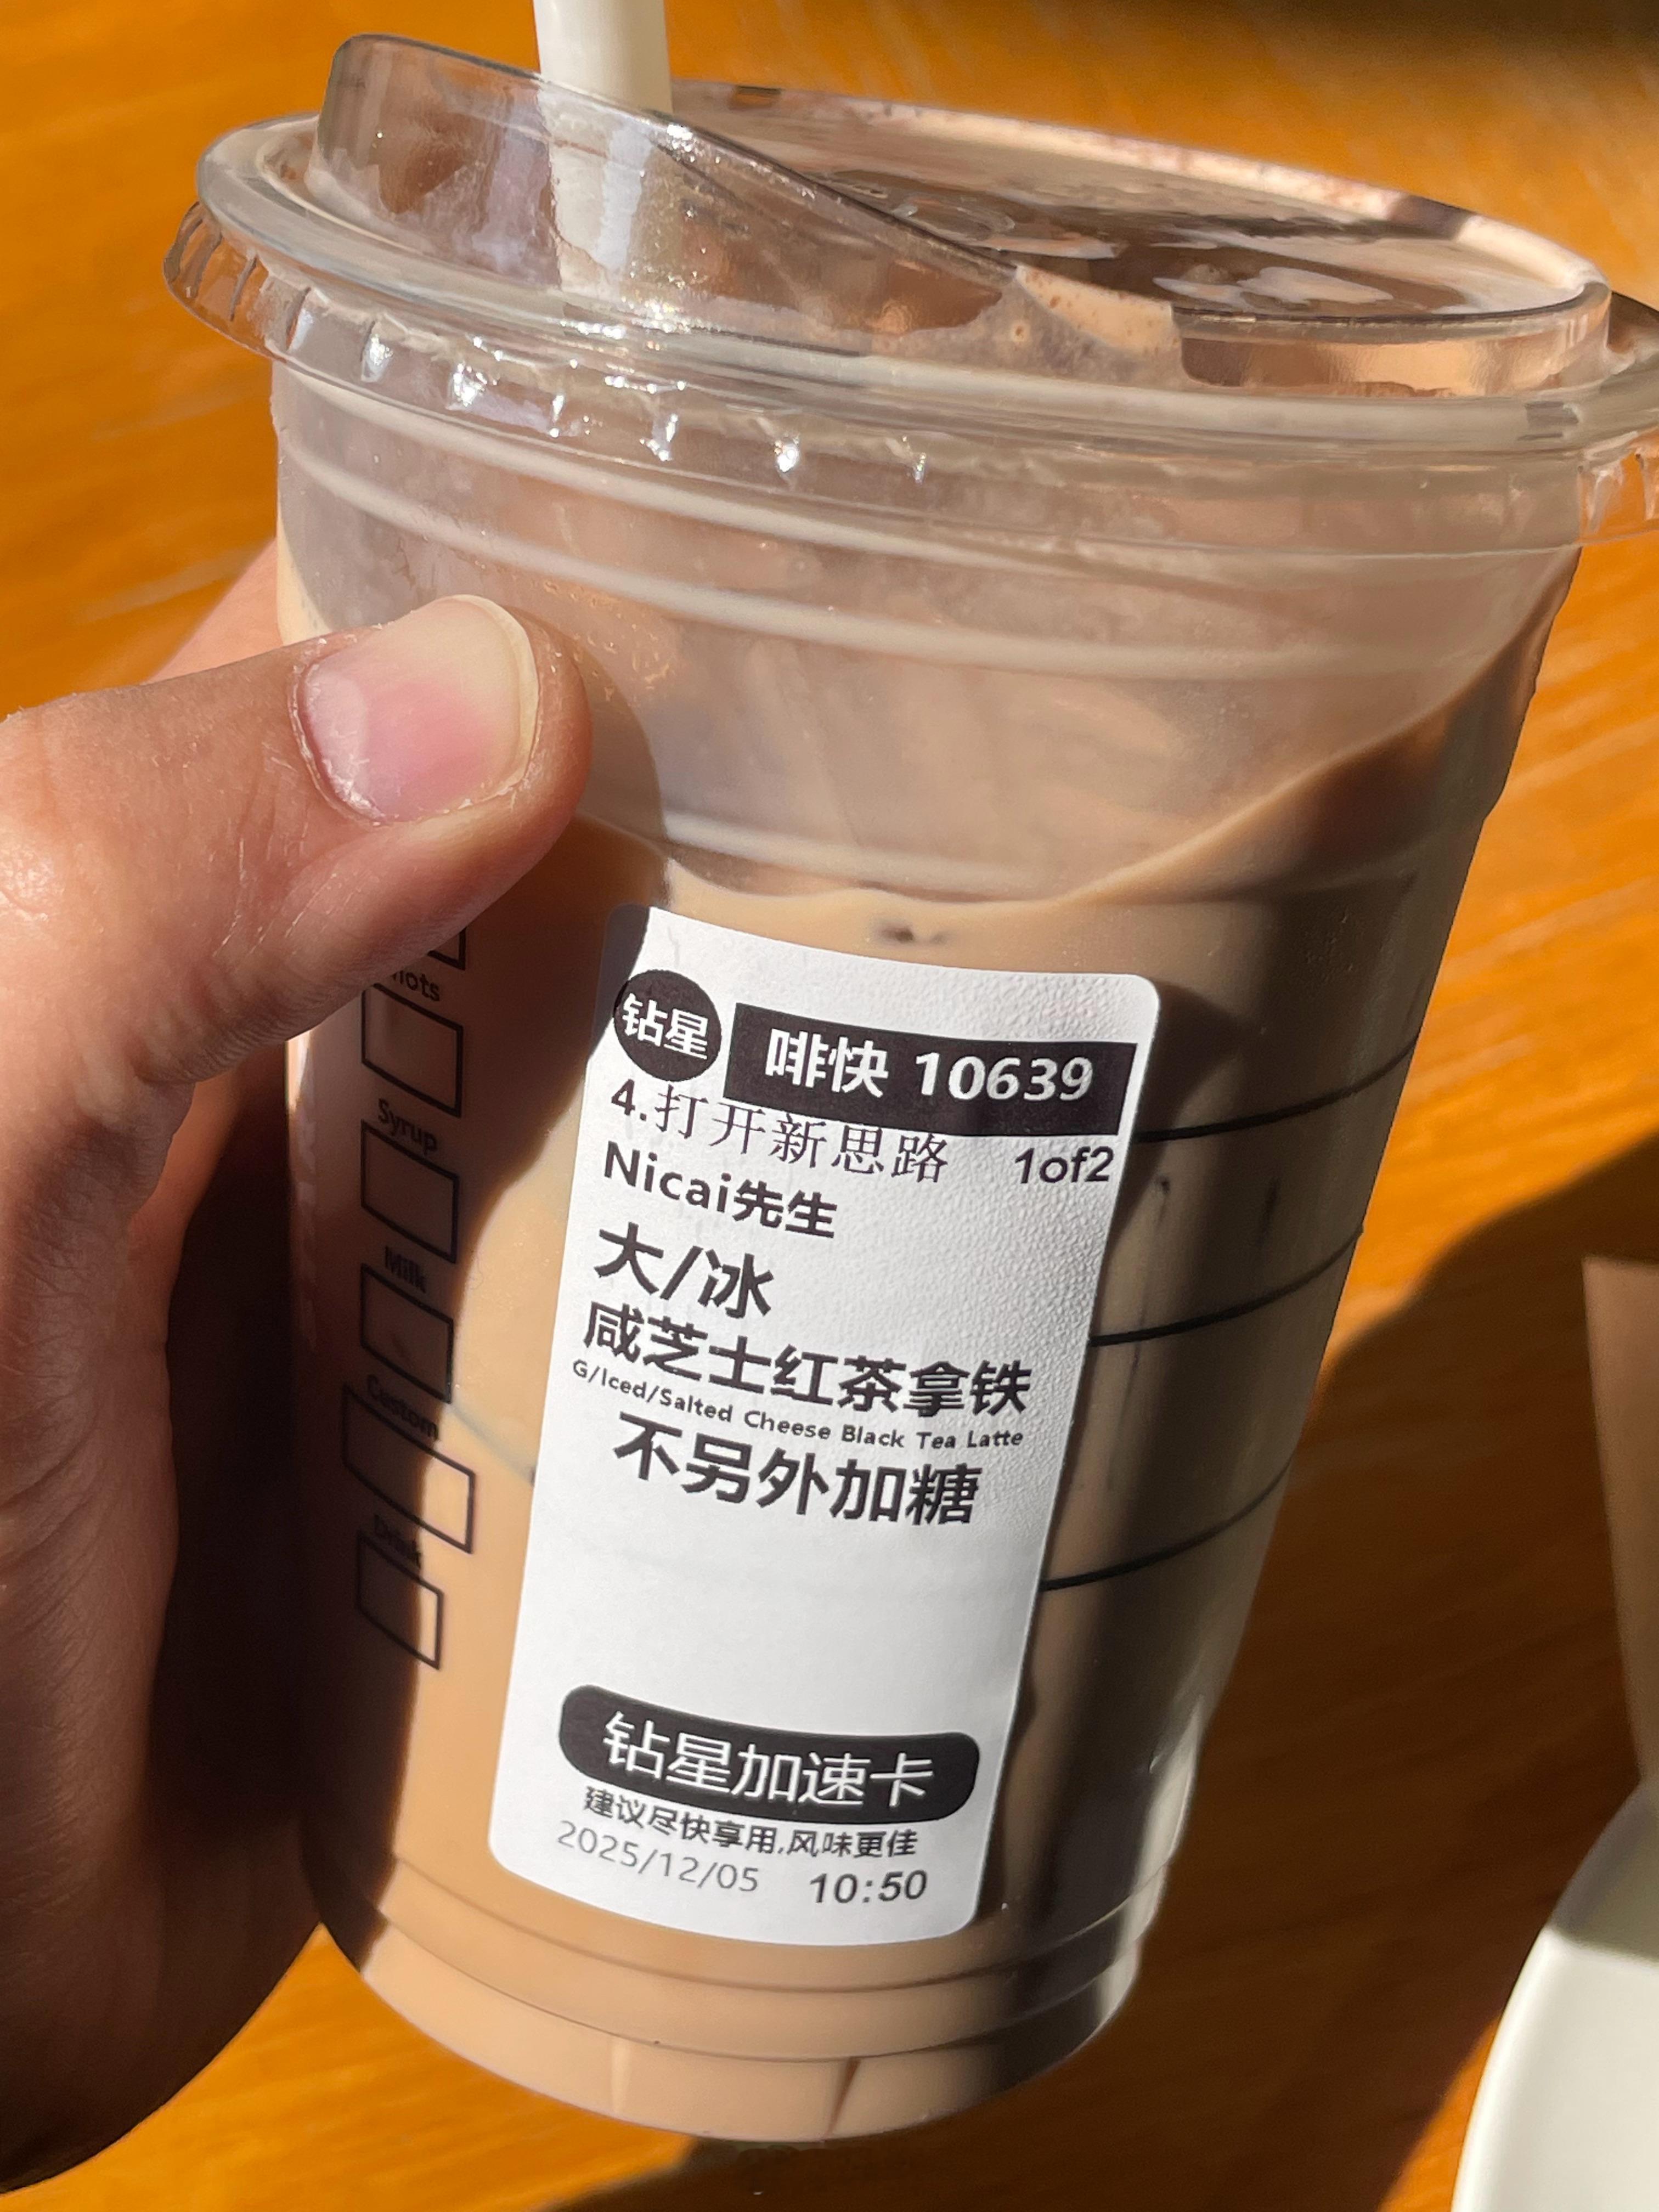 钻星
啡快 10639
4.打开新思路 1of2
Nicai先生
大/冰
咸芝士红茶拿铁
G/Iced/Salted Cheese Black Tea Latte
不另外加糖
钻星加速卡
建议尽快享用,风味更佳
2025/12/05 10:50
Syrup
Milk
Custom
Drink